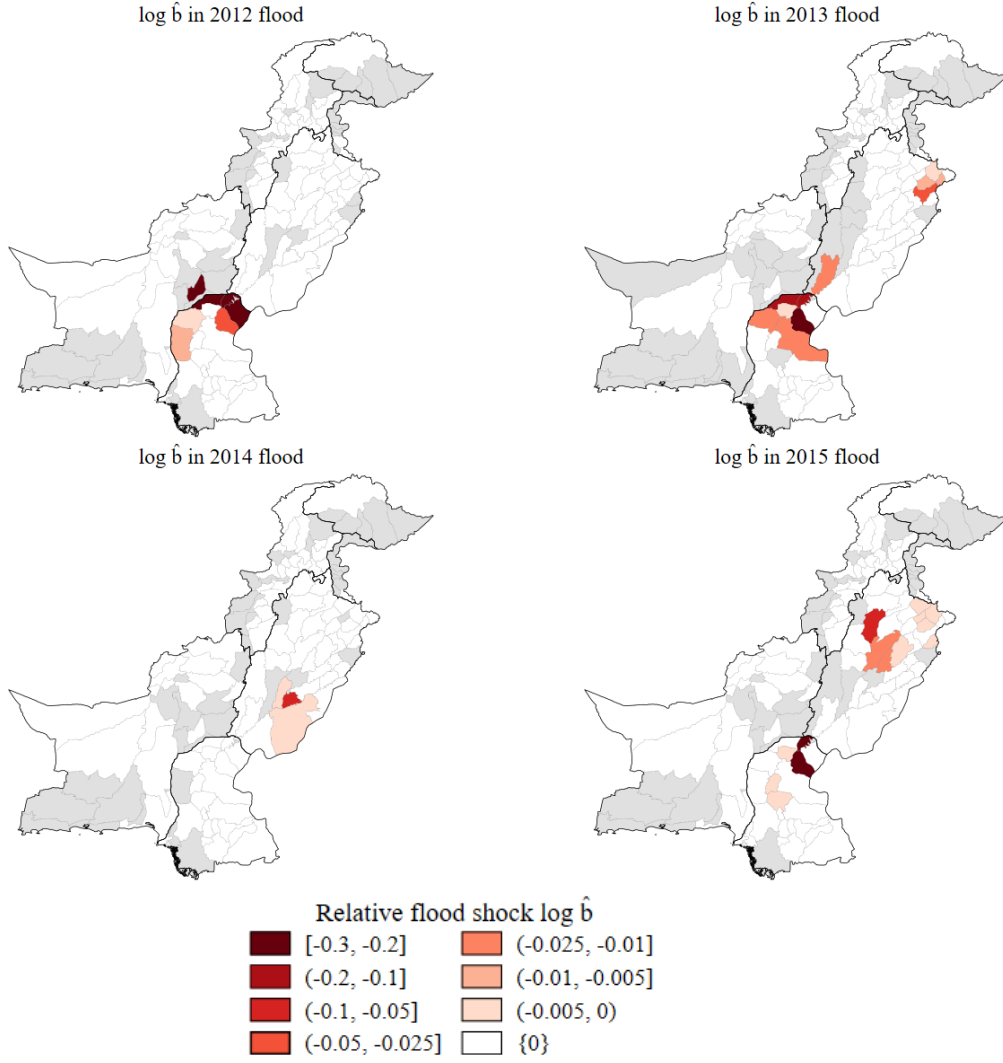 log b̂ in 2012 flood
log b̂ in 2013 flood
log b̂ in 2014 flood
log b̂ in 2015 flood
Relative flood shock log b̂
[-0.3, -0.2]
(-0.025, -0.01]
(-0.2, -0.1]
(-0.01, -0.005]
(-0.1, -0.05]
(-0.005, 0)
(-0.05, -0.025]
{0}